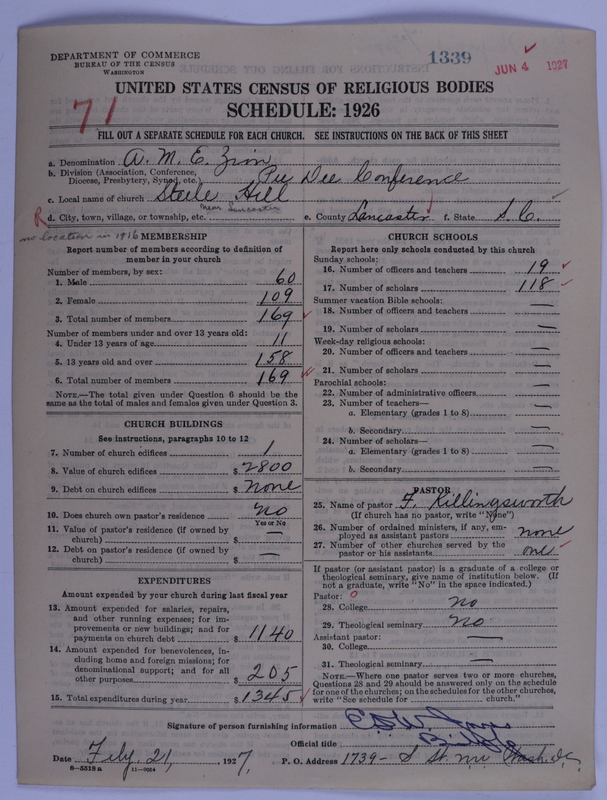 DEPARTMENT OF COMMERCE
BUREAU OF THE CENSUS
WASHINGTON
1339
JUN 4 1927
UNITED STATES CENSUS OF RELIGIOUS BODIES
SCHEDULE: 1926
71
FILL OUT A SEPARATE SCHEDULE FOR EACH CHURCH. SEE INSTRUCTIONS ON THE BACK OF THIS SHEET
a. Denomination A. M. E. Zion
b. Division (Association, Conference, Diocese, Presbytery, Synod, etc.) Pee Dee Conference
c. Local name of church Steele Hill
near Lancaster
R d. City, town, village, or township, etc. e. County Lancaster f. State S. C.
no location in 1916
MEMBERSHIP
Report number of members according to definition of member in your church
Number of members, by sex:
1. Male 60
2. Female 109
3. Total number of members 169
Number of members under and over 13 years old:
4. Under 13 years of age 11
5. 13 years old and over 158
6. Total number of members 169
NOTE.—The total given under Question 6 should be the same as the total of males and females given under Question 3.
CHURCH BUILDINGS
See instructions, paragraphs 10 to 12
7. Number of church edifices 1
8. Value of church edifices $ 2800
9. Debt on church edifices $ none
10. Does church own pastor's residence? No
Yes or No
11. Value of pastor's residence (if owned by church) $ —
12. Debt on pastor's residence (if owned by church) $ —
EXPENDITURES
Amount expended by your church during last fiscal year
13. Amount expended for salaries, repairs, and other running expenses; for improvements or new buildings; and for payments on church debt $ 1140
14. Amount expended for benevolences, including home and foreign missions; for denominational support; and for all other purposes $ 205
15. Total expenditures during year $ 1345
CHURCH SCHOOLS
Report here only schools conducted by this church
Sunday schools:
16. Number of officers and teachers 19
17. Number of scholars 118
Summer vacation Bible schools:
18. Number of officers and teachers —
19. Number of scholars —
Week-day religious schools:
20. Number of officers and teachers —
21. Number of scholars —
Parochial schools:
22. Number of administrative officers —
23. Number of teachers—
a. Elementary (grades 1 to 8) —
b. Secondary —
24. Number of scholars—
a. Elementary (grades 1 to 8) —
b. Secondary —
PASTOR
25. Name of pastor F. Killingsworth
(If church has no pastor, write "None")
26. Number of ordained ministers, if any, employed as assistant pastors none
27. Number of other churches served by the pastor or his assistants one
If pastor (or assistant pastor) is a graduate of a college or theological seminary, give name of institution below. (If not a graduate, write "No" in the space indicated.)
Pastor: 0
28. College no
29. Theological seminary No
Assistant pastor: —
30. College
31. Theological seminary —
NOTE.—Where one pastor serves two or more churches, Questions 28 and 29 should be answered only on the schedule for one of the churches; on the schedules for the other churches, write "See schedule for church."
Signature of person furnishing information
Official title
Date Feby. 21, 1927, P. O. Address 1739- S St. nw Wash. D.C.
8—5318 a 11—9024